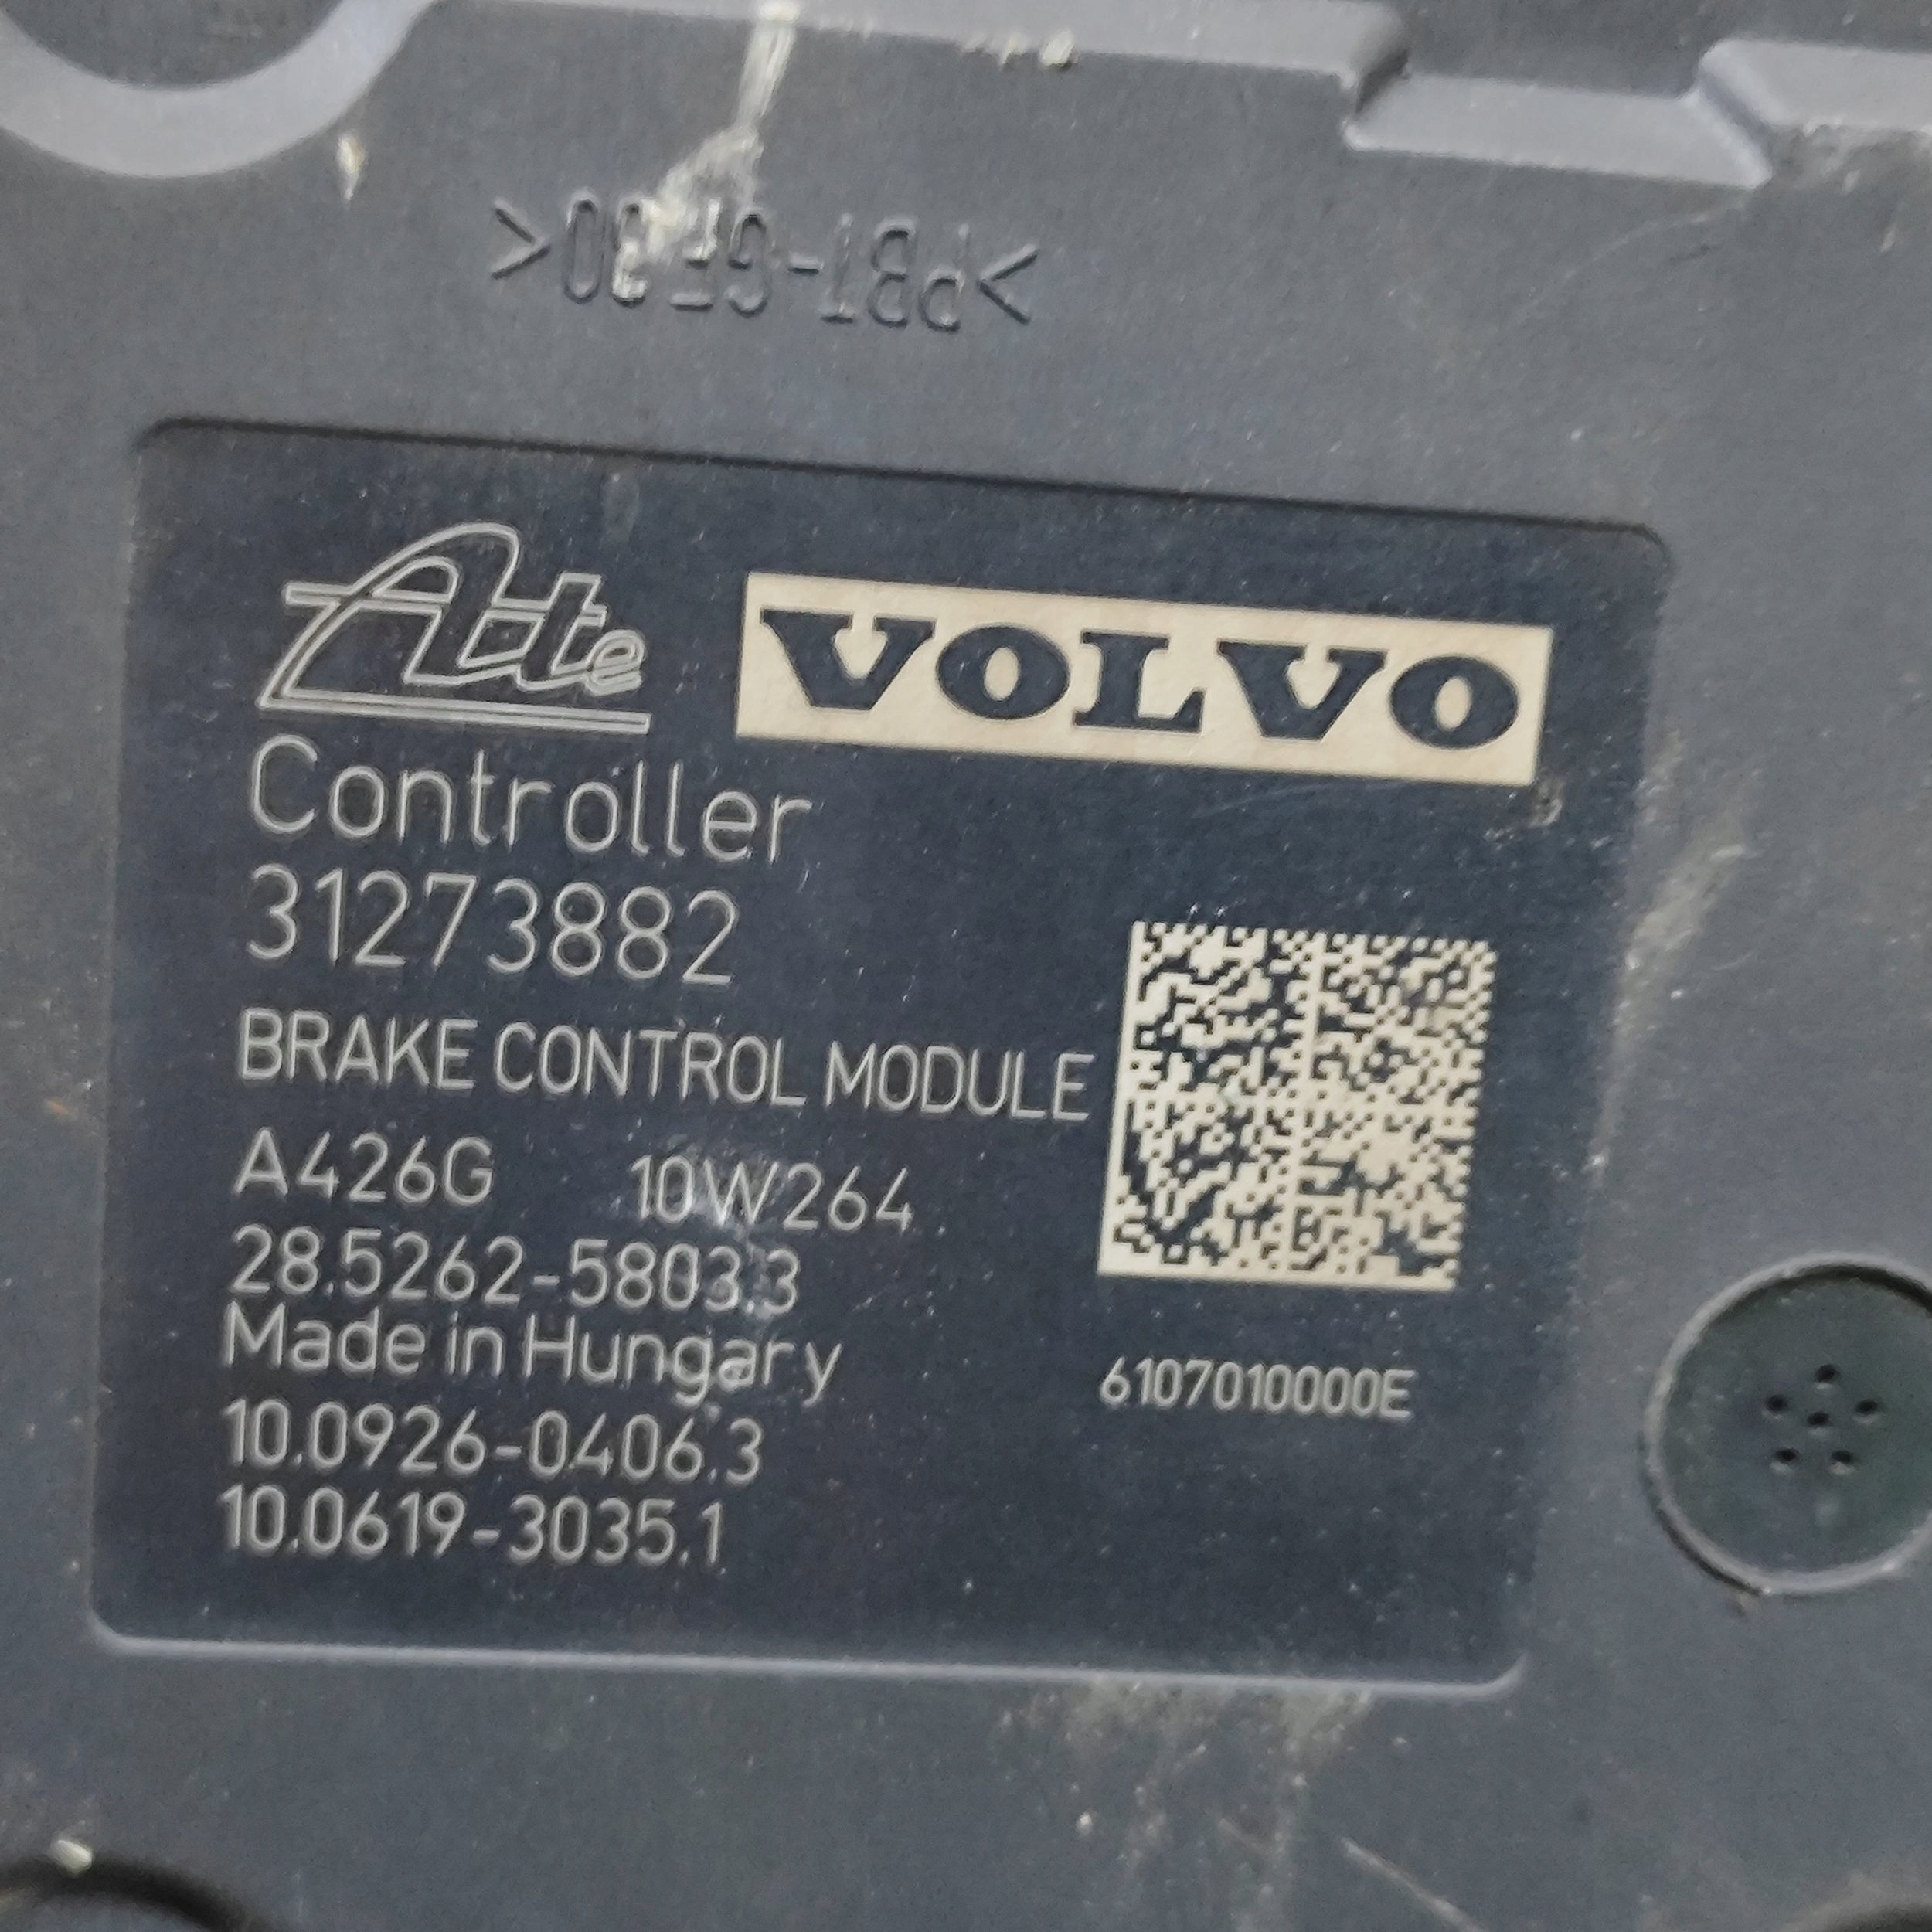 >PBT-GF30<
Ate
VOLVO
Controller
31273882
BRAKE CONTROL MODULE
A426G 10W264
28.5262-5803.3
Made in Hungary
6107010000E
10.0926-0406.3
10.0619-3035.1